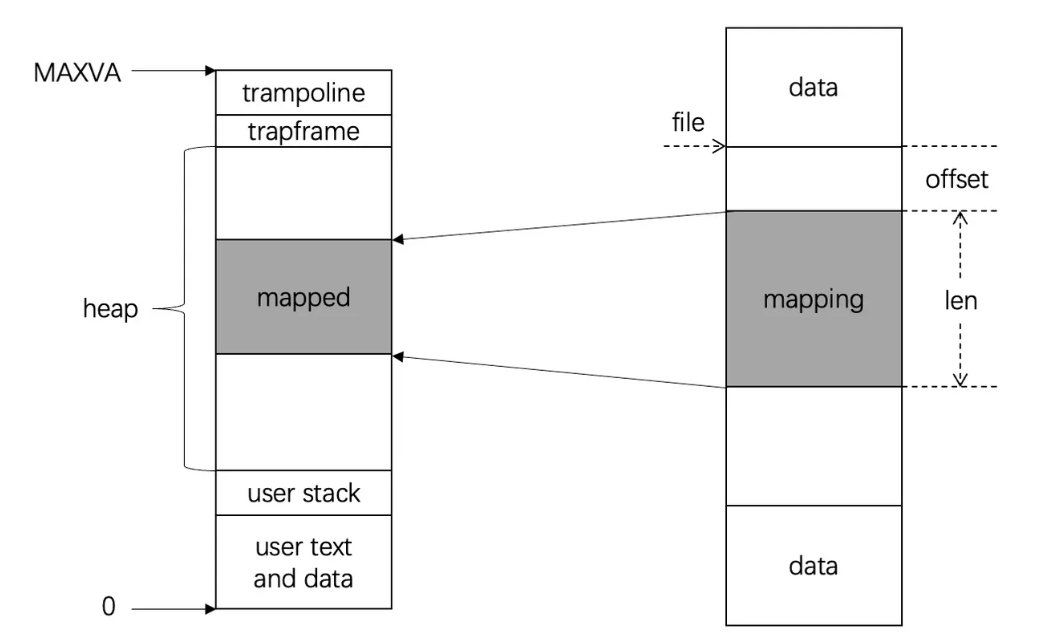 MAXVA
trampoline
trapframe
heap
mapped
user stack
user text
and data
0
data
file
offset
mapping
len
data